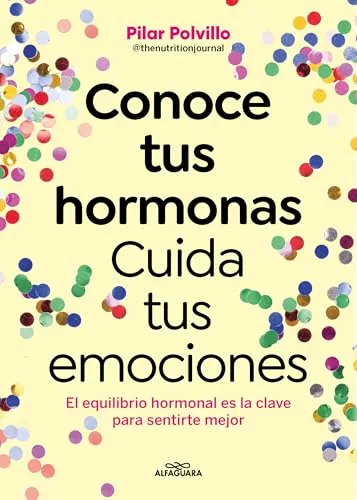 Pilar Polvillo
@thenutritionjournal
Conoce
tus
hormonas
Cuida
tus
emociones
El equilibrio hormonal es la clave
para sentirte mejor
ALFAGUARA